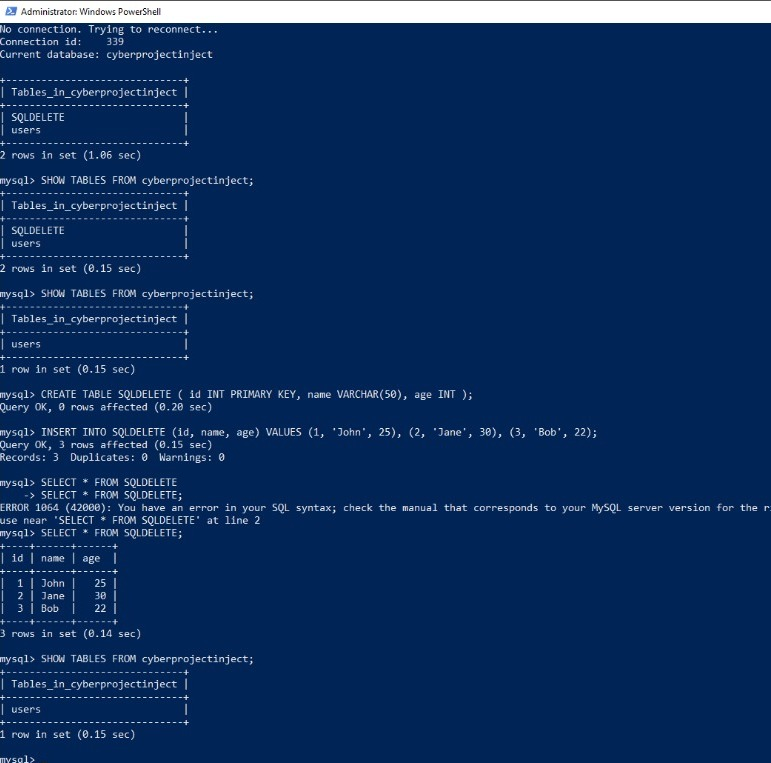 Administrator: Windows PowerShell
No connection. Trying to reconnect...
Connection id:    339
Current database: cyberprojectinject
+------------------------------+
| Tables_in_cyberprojectinject |
+------------------------------+
| SQLDELETE                    |
| users                        |
+------------------------------+
2 rows in set (1.06 sec)
mysql> SHOW TABLES FROM cyberprojectinject;
+------------------------------+
| Tables_in_cyberprojectinject |
+------------------------------+
| SQLDELETE                    |
| users                        |
+------------------------------+
2 rows in set (0.15 sec)
mysql> SHOW TABLES FROM cyberprojectinject;
+------------------------------+
| Tables_in_cyberprojectinject |
+------------------------------+
| users                        |
+------------------------------+
1 row in set (0.15 sec)
mysql> CREATE TABLE SQLDELETE ( id INT PRIMARY KEY, name VARCHAR(50), age INT );
Query OK, 0 rows affected (0.20 sec)
mysql> INSERT INTO SQLDELETE (id, name, age) VALUES (1, 'John', 25), (2, 'Jane', 30), (3, 'Bob', 22);
Query OK, 3 rows affected (0.15 sec)
Records: 3  Duplicates: 0  Warnings: 0
mysql> SELECT * FROM SQLDELETE
    -> SELECT * FROM SQLDELETE;
ERROR 1064 (42000): You have an error in your SQL syntax; check the manual that corresponds to your MySQL server version for the
use near 'SELECT * FROM SQLDELETE' at line 2
mysql> SELECT * FROM SQLDELETE;
+----+------+------+
| id | name | age  |
+----+------+------+
|  1 | John |   25 |
|  2 | Jane |   30 |
|  3 | Bob  |   22 |
+----+------+------+
3 rows in set (0.14 sec)
mysql> SHOW TABLES FROM cyberprojectinject;
+------------------------------+
| Tables_in_cyberprojectinject |
+------------------------------+
| users                        |
+------------------------------+
1 row in set (0.15 sec)
mysql>